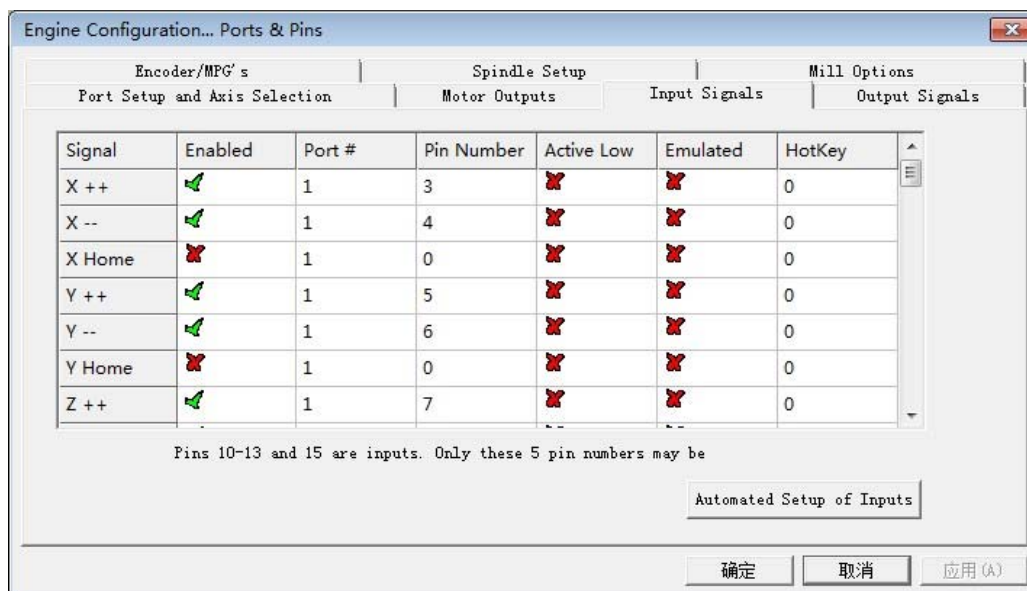 Engine Configuration... Ports & Pins
Encoder/MPG's Spindle Setup Mill Options
Port Setup and Axis Selection Motor Outputs Input Signals Output Signals
Signal Enabled Port # Pin Number Active Low Emulated HotKey
X ++ 1 3 0
X -- 1 4 0
X Home 1 0 0
Y ++ 1 5 0
Y -- 1 6 0
Y Home 1 0 0
Z ++ 1 7 0
Pins 10-13 and 15 are inputs. Only these 5 pin numbers may be
Automated Setup of Inputs
确定 取消 应用(A)